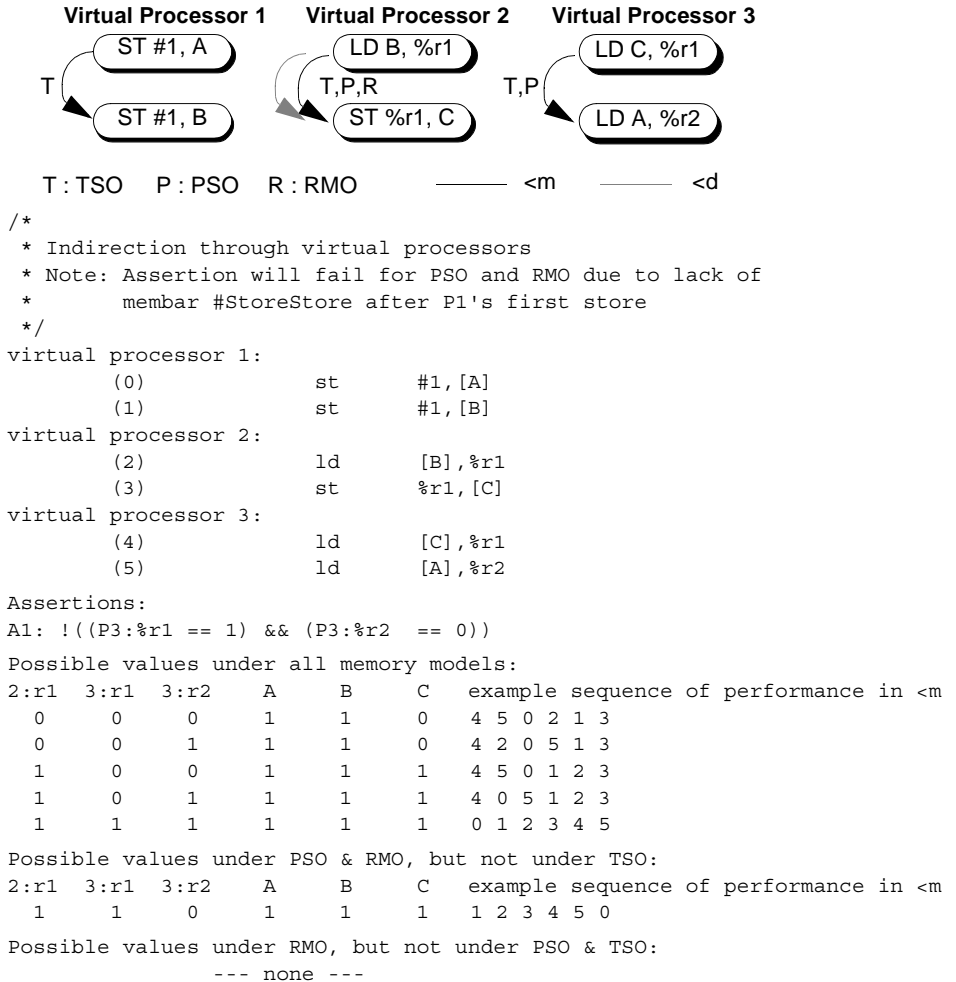 Virtual Processor 1 Virtual Processor 2 Virtual Processor 3
ST #1, A LD B, %r1 LD C, %r1
T T,P,R T,P
ST #1, B ST %r1, C LD A, %r2
T : TSO P : PSO R : RMO <m <d
/*
 * Indirection through virtual processors
 * Note: Assertion will fail for PSO and RMO due to lack of
 *       membar #StoreStore after P1's first store
 */
virtual processor 1:
(0) st #1,[A]
(1) st #1,[B]
virtual processor 2:
(2) ld [B],%r1
(3) st %r1,[C]
virtual processor 3:
(4) ld [C],%r1
(5) ld [A],%r2
Assertions:
A1: !((P3:%r1 == 1) && (P3:%r2  == 0))
Possible values under all memory models:
2:r1 3:r1 3:r2 A B C example sequence of performance in <m
0 0 0 1 1 0 4 5 0 2 1 3
0 0 1 1 1 0 4 2 0 5 1 3
1 0 0 1 1 1 4 5 0 1 2 3
1 0 1 1 1 1 4 0 5 1 2 3
1 1 1 1 1 1 0 1 2 3 4 5
Possible values under PSO & RMO, but not under TSO:
2:r1 3:r1 3:r2 A B C example sequence of performance in <m
1 1 0 1 1 1 1 2 3 4 5 0
Possible values under RMO, but not under PSO & TSO:
--- none ---